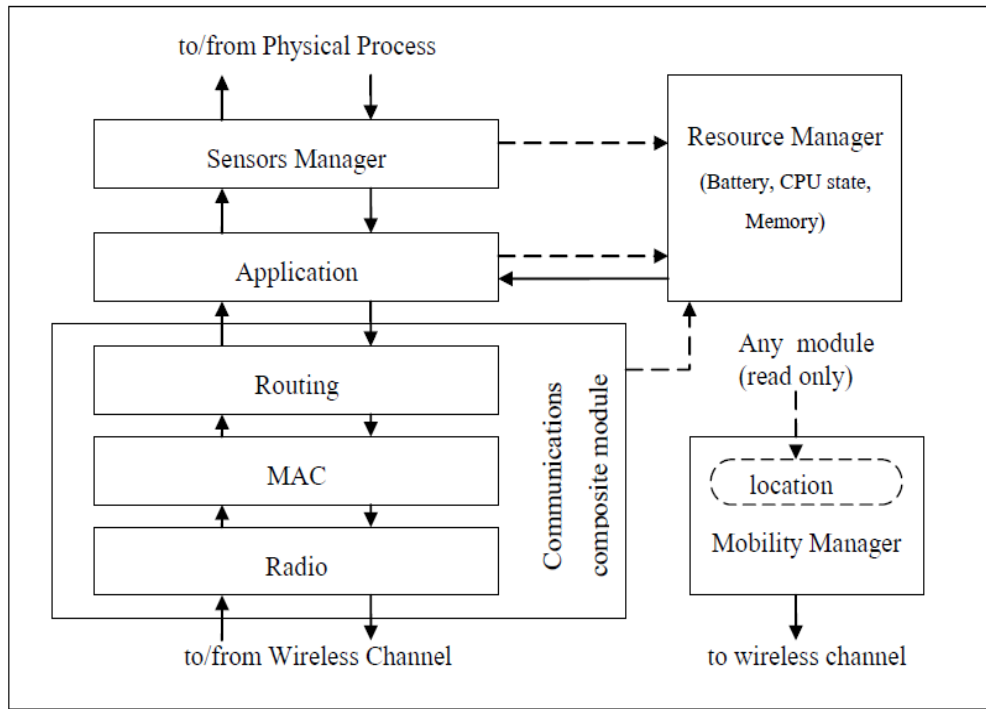 to/from Physical Process
Sensors Manager
Resource Manager
(Battery, CPU state,
Memory)
Application
Routing
MAC
Radio
Communications
composite module
to/from Wireless Channel
Any module
(read only)
location
Mobility Manager
to wireless channel